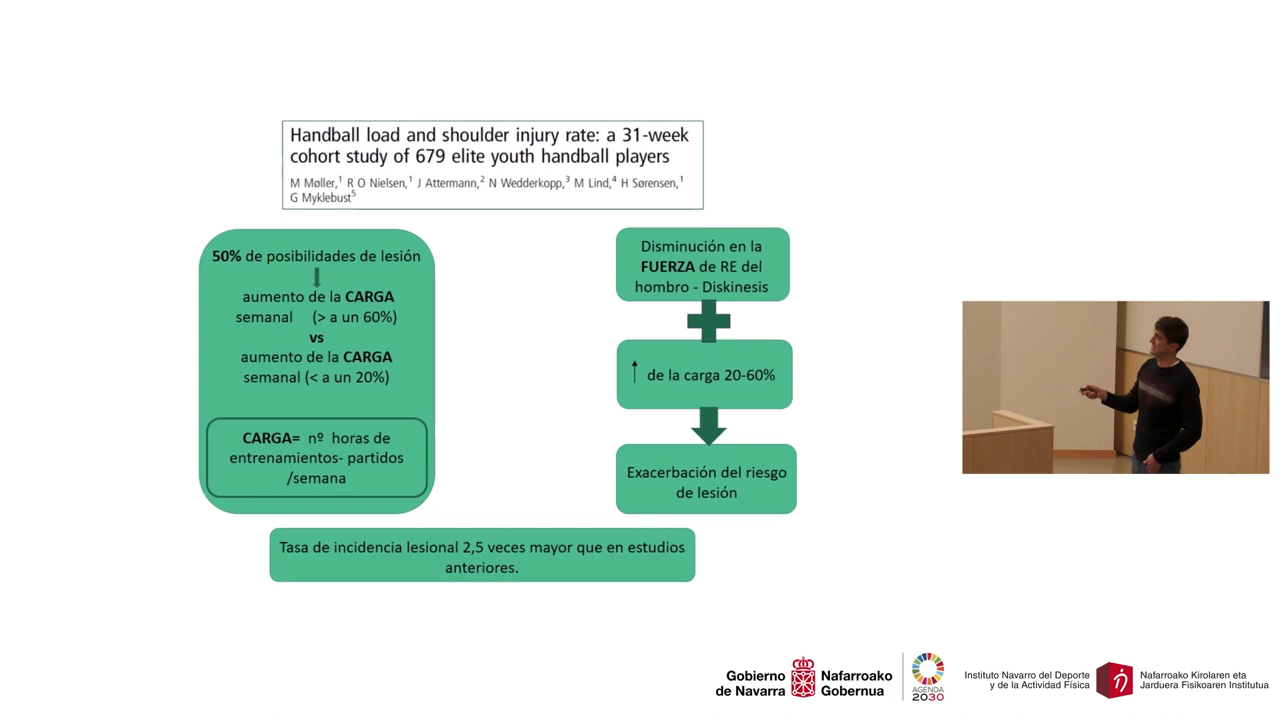 Handball load and shoulder injury rate: a 31-week
cohort study of 679 elite youth handball players
M Møller,1 R O Nielsen,1 J Attermann,2 N Wedderkopp,3 M Lind,4 H Sørensen,1
G Myklebust5
50% de posibilidades de lesión
aumento de la CARGA
semanal (> a un 60%)
vs
aumento de la CARGA
semanal (< a un 20%)
CARGA= nº horas de
entrenamientos- partidos
/semana
Disminución en la
FUERZA de RE del
hombro - Diskinesis
de la carga 20-60%
Exacerbación del riesgo
de lesión
Tasa de incidencia lesional 2,5 veces mayor que en estudios
anteriores.
Gobierno
de Navarra
Nafarroako
Gobernua
AGENDA
2030
Instituto Navarro del Deporte
y de la Actividad Física
Nafarroako Kirolaren eta
Jarduera Fisikoaren Institutua